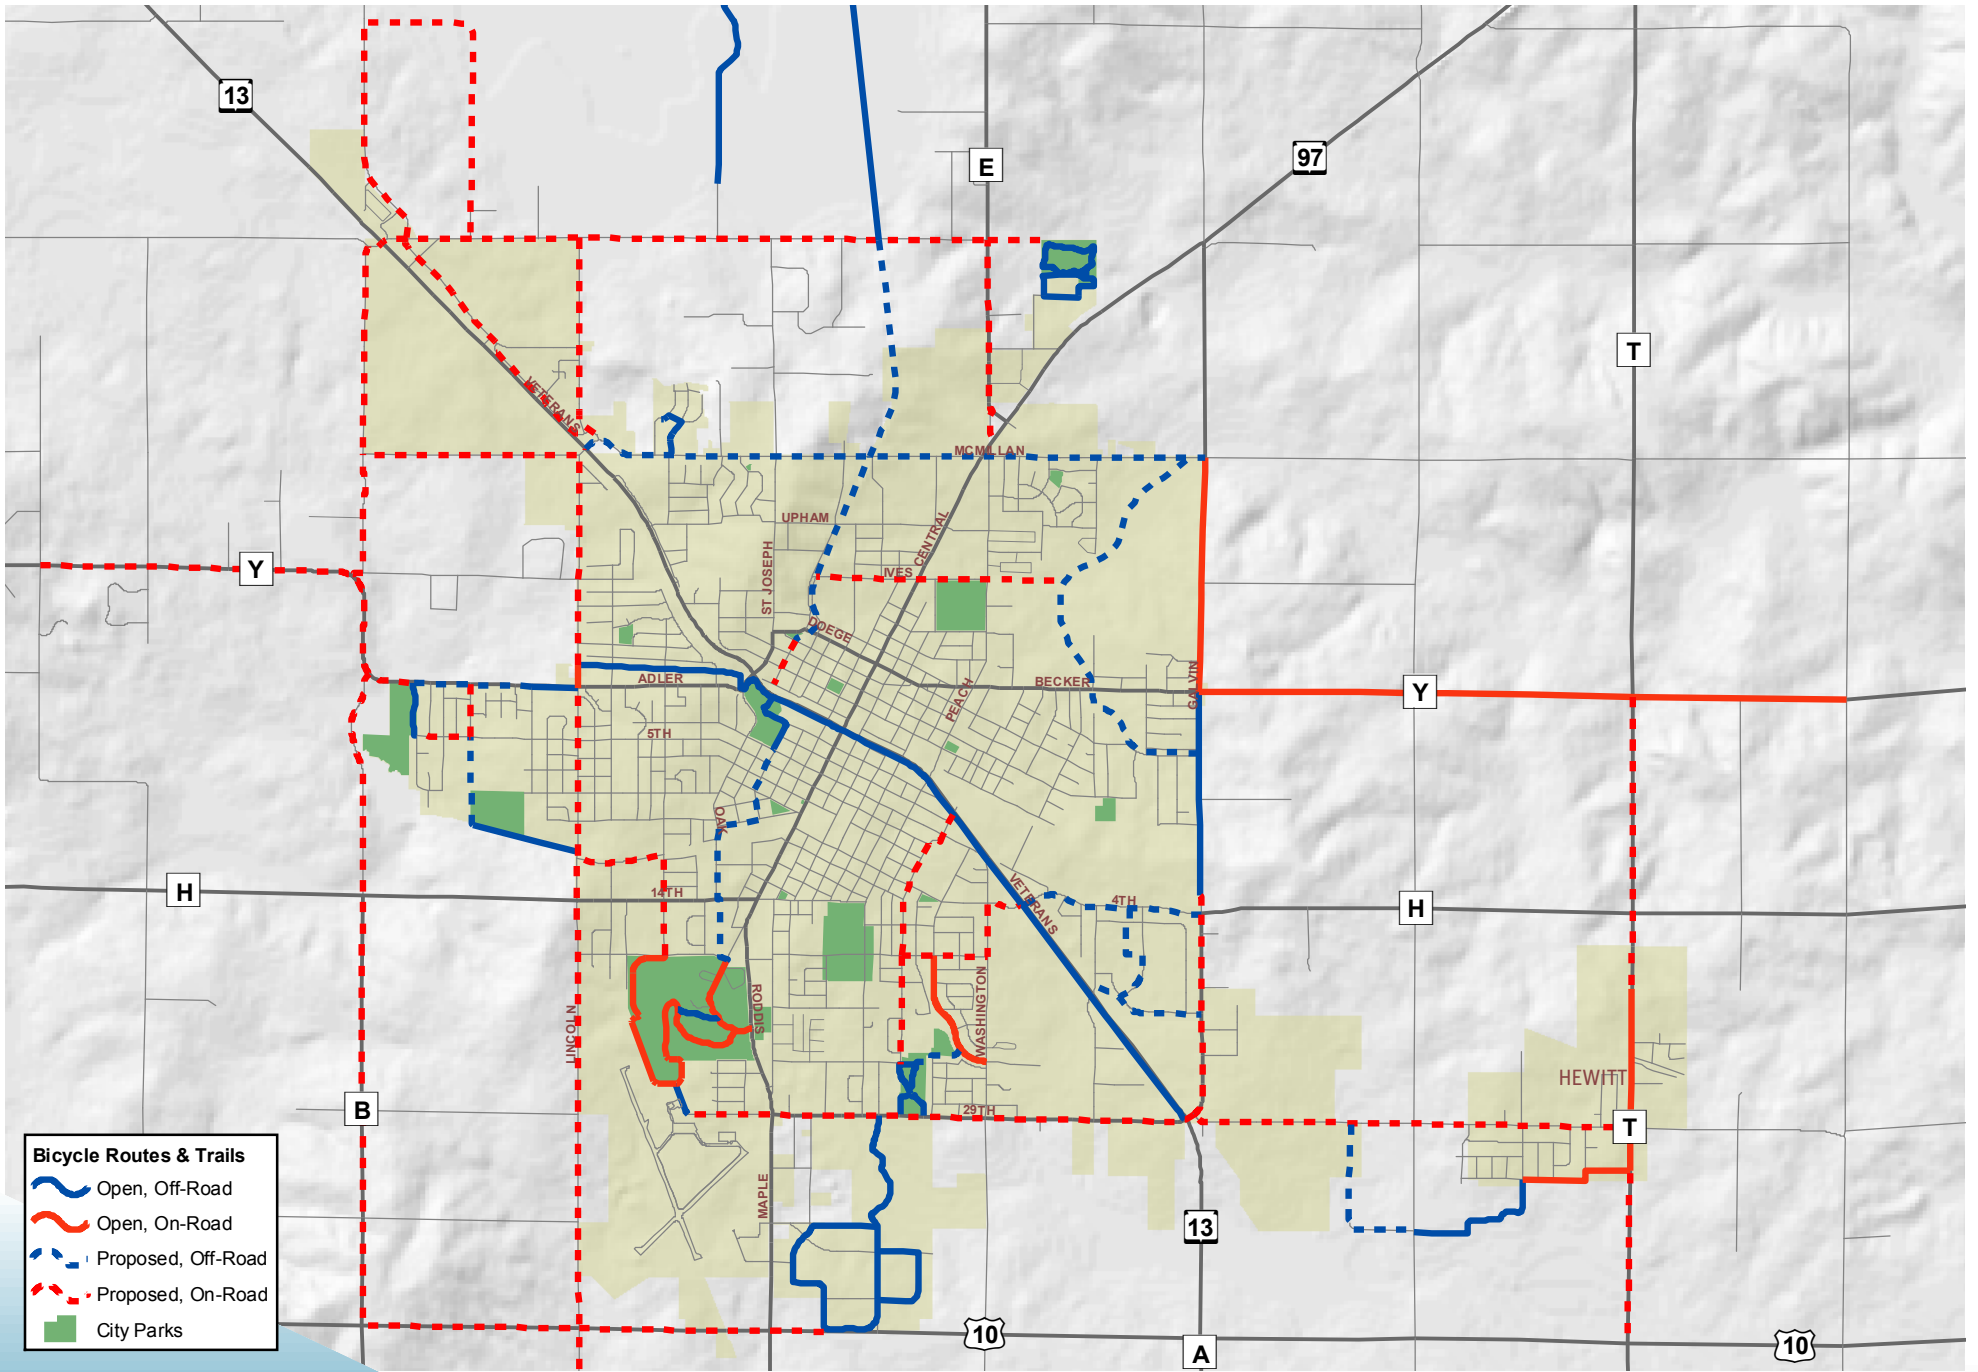 13
E
97
T
VETERANS
MCMILLAN
UPHAM
CENTRAL
ST JOSEPH
IVES
Y
DOEGE
ADLER
BECKER
GALVIN
PEACH
Y
5TH
OAK
H
14TH
VETERANS
4TH
H
LINCOLN
RODDIS
WASHINGTON
HEWITT
B
29TH
T
MAPLE
13
10
A
10
Bicycle Routes & Trails
Open, Off-Road
Open, On-Road
Proposed, Off-Road
Proposed, On-Road
City Parks